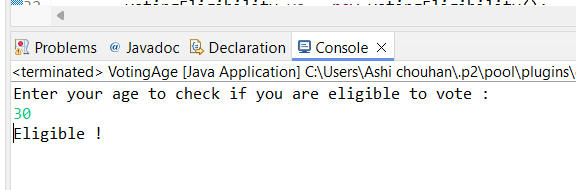 Problems @ Javadoc Declaration Console
<terminated> VotingAge [Java Application] C:\Users\Ashi chouhan\.p2\pool\plugins\
Enter your age to check if you are eligible to vote :
30
Eligible !